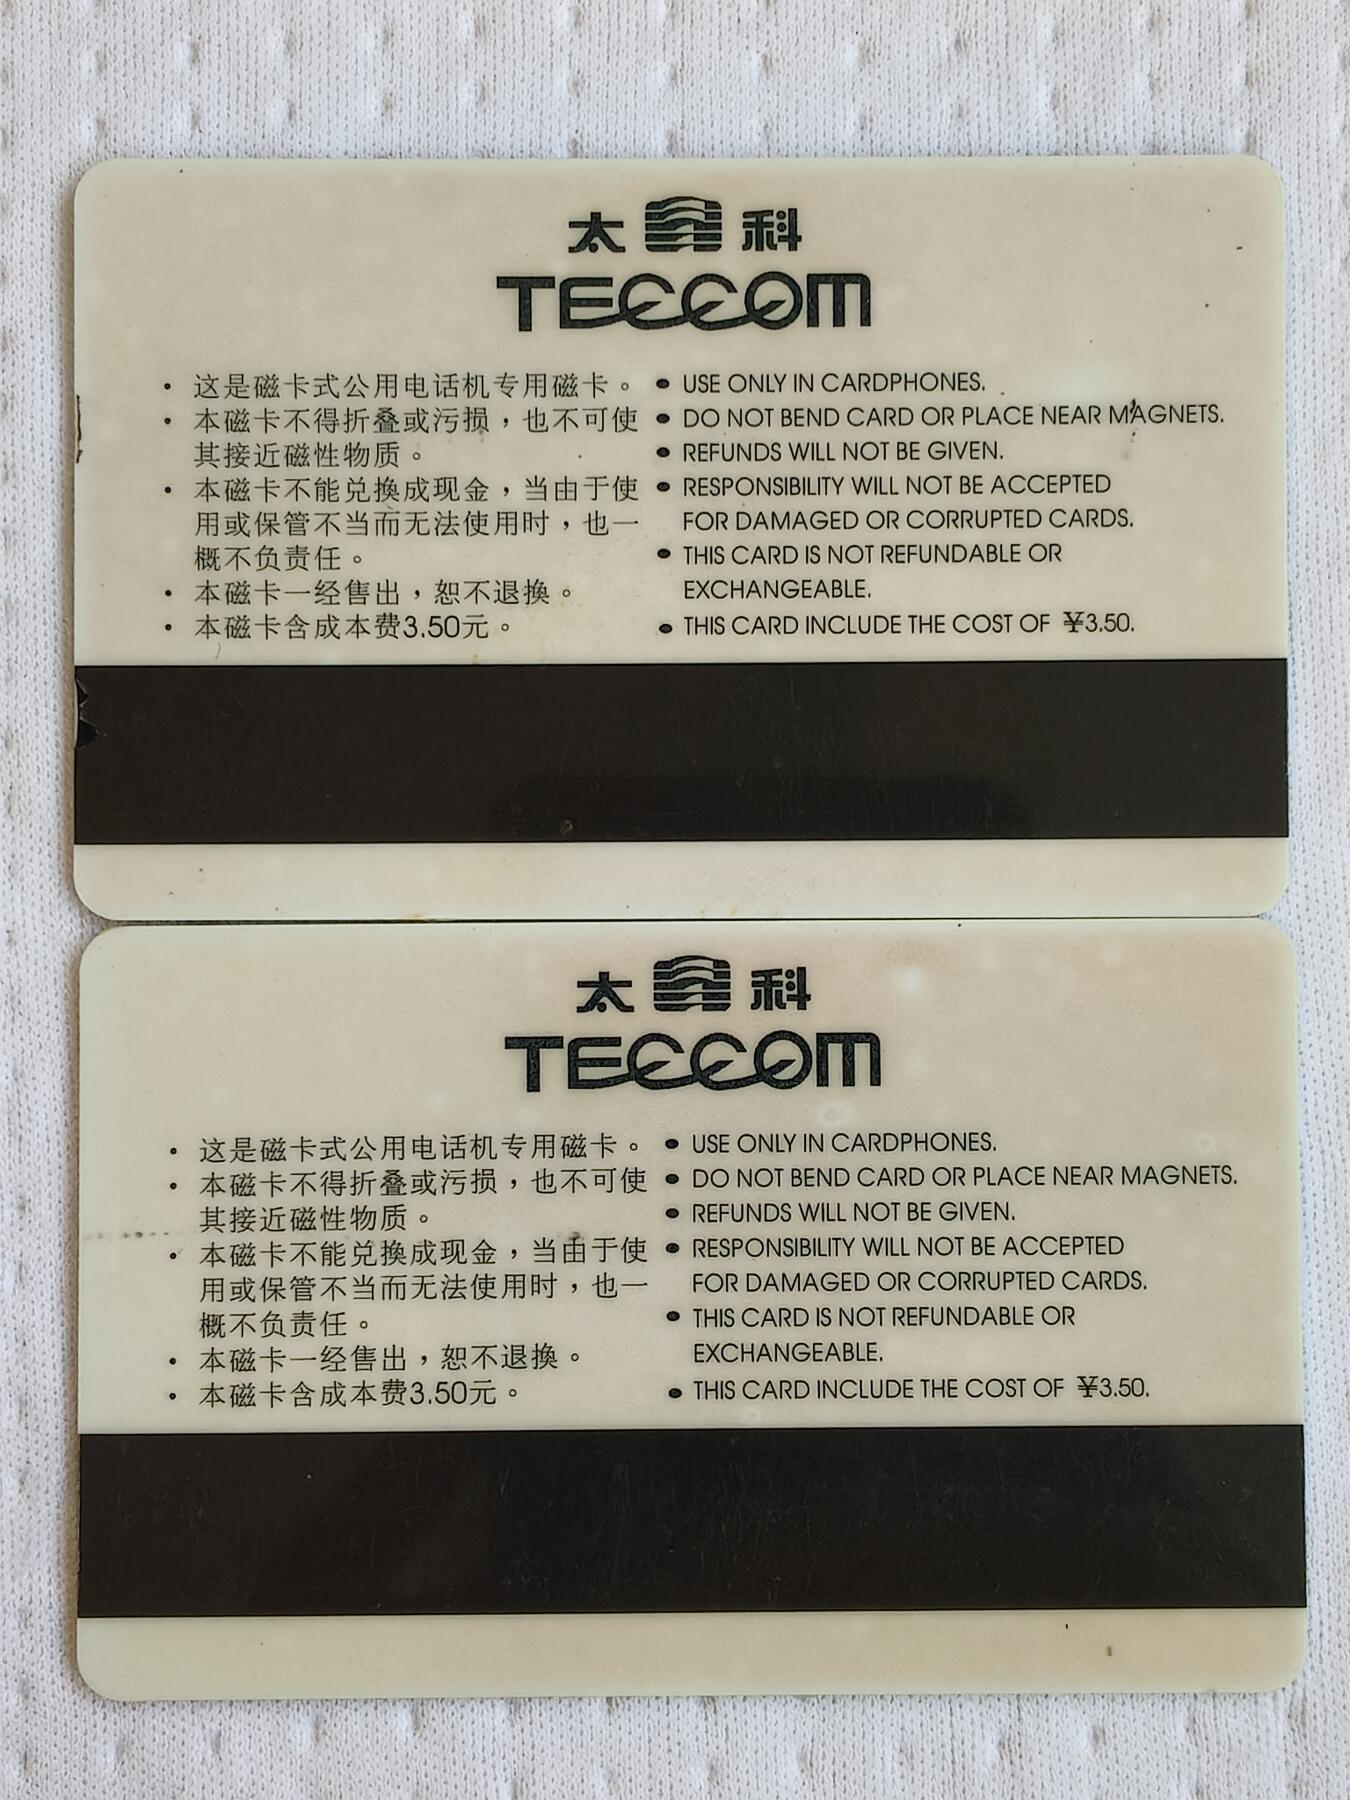 太 科
TECCOM
• 这是磁卡式公用电话机专用磁卡。
• 本磁卡不得折叠或污损，也不可使
其接近磁性物质。
• 本磁卡不能兑换成现金，当由于使
用或保管不当而无法使用时，也一
概不负责任。
• 本磁卡一经售出，恕不退换。
• 本磁卡含成本费3.50元。
• USE ONLY IN CARDPHONES.
• DO NOT BEND CARD OR PLACE NEAR MAGNETS.
• REFUNDS WILL NOT BE GIVEN.
• RESPONSIBILITY WILL NOT BE ACCEPTED
FOR DAMAGED OR CORRUPTED CARDS.
• THIS CARD IS NOT REFUNDABLE OR
EXCHANGEABLE.
• THIS CARD INCLUDE THE COST OF ¥3.50.
太 科
TECCOM
• 这是磁卡式公用电话机专用磁卡。
• 本磁卡不得折叠或污损，也不可使
其接近磁性物质。
• 本磁卡不能兑换成现金，当由于使
用或保管不当而无法使用时，也一
概不负责任。
• 本磁卡一经售出，恕不退换。
• 本磁卡含成本费3.50元。
• USE ONLY IN CARDPHONES.
• DO NOT BEND CARD OR PLACE NEAR MAGNETS.
• REFUNDS WILL NOT BE GIVEN.
• RESPONSIBILITY WILL NOT BE ACCEPTED
FOR DAMAGED OR CORRUPTED CARDS.
• THIS CARD IS NOT REFUNDABLE OR
EXCHANGEABLE.
• THIS CARD INCLUDE THE COST OF ¥3.50.